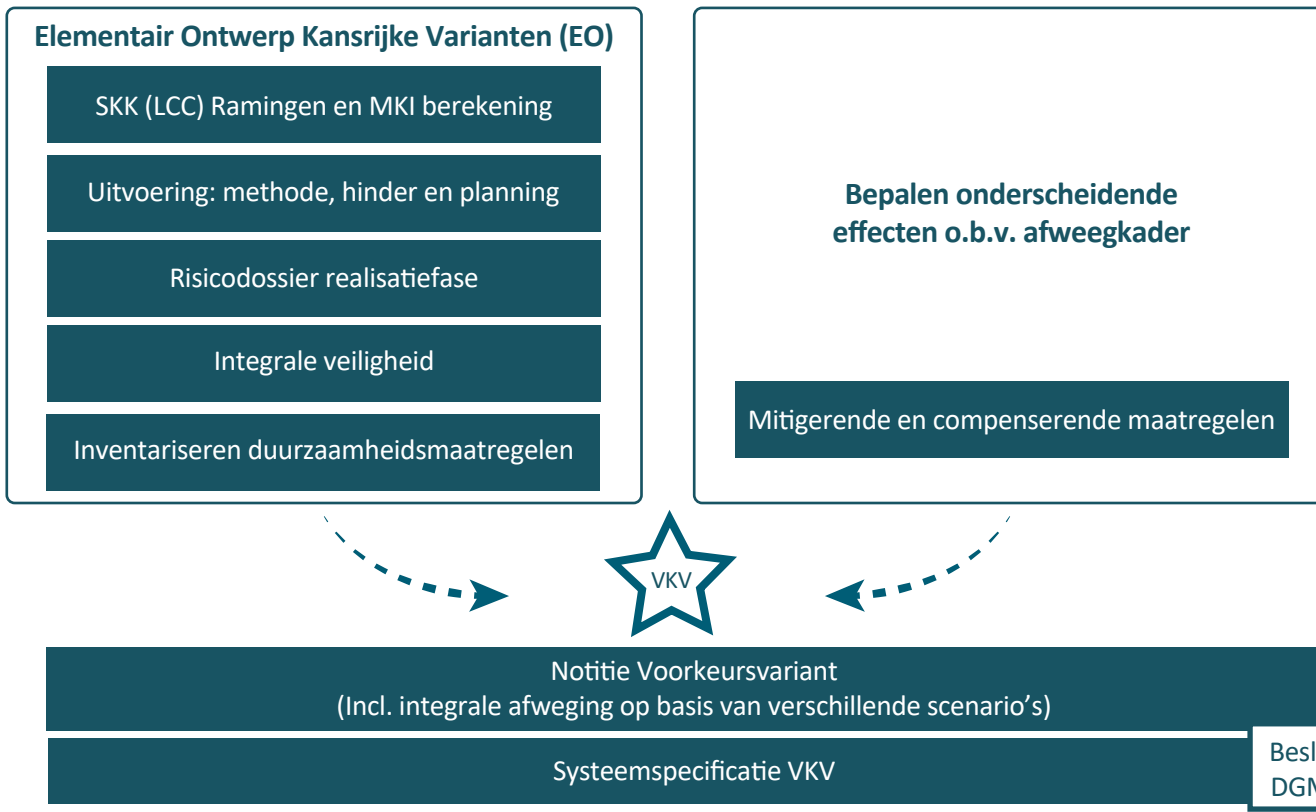 Elementair Ontwerp Kansrijke Varianten (EO)
SKK (LCC) Ramingen en MKI berekening
Uitvoering: methode, hinder en planning
Risicodossier realisatiefase
Integrale veiligheid
Inventariseren duurzaamheidsmaatregelen
Bepalen onderscheidende
effecten o.b.v. afweegkader
Mitigerende en compenserende maatregelen
VKV
Notitie Voorkeursvariant
(Incl. integrale afweging op basis van verschillende scenario's)
Systeemspecificatie VKV